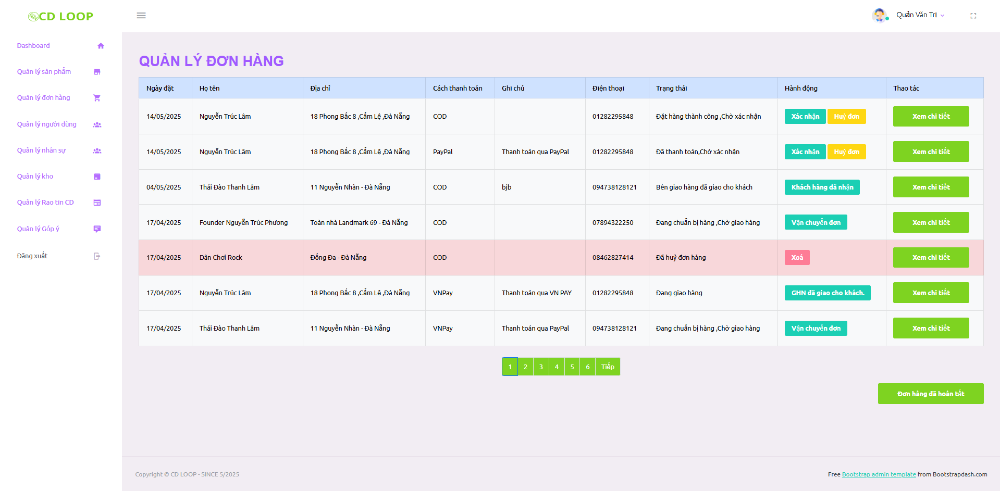 CD LOOP
Quản Văn Trị
Dashboard
Quản lý sản phẩm
Quản lý đơn hàng
Quản lý người dùng
Quản lý nhân sự
Quản lý kho
Quản lý Rao tin CD
Quản lý Góp ý
Đăng xuất
QUẢN LÝ ĐƠN HÀNG
Ngày đặt Họ tên Địa chỉ Cách thanh toán Ghi chú Điện thoại Trạng thái Hành động Thao tác
14/05/2025 Nguyễn Trúc Lâm 18 Phong Bắc 8 ,Cẩm Lệ ,Đà Nẵng COD 01282295848 Đặt hàng thành công ,Chờ xác nhận Xác nhận Huỷ đơn Xem chi tiết
14/05/2025 Nguyễn Trúc Lâm 18 Phong Bắc 8 ,Cẩm Lệ ,Đà Nẵng PayPal Thanh toán qua PayPal 01282295848 Đã thanh toán,Chờ xác nhận Xác nhận Huỷ đơn Xem chi tiết
04/05/2025 Thái Đào Thanh Lâm 11 Nguyễn Nhàn - Đà Nẵng COD bjb 094738128121 Bên giao hàng đã giao cho khách Khách hàng đã nhận Xem chi tiết
17/04/2025 Founder Nguyễn Trúc Phương Toàn nhà Landmark 69 - Đà Nẵng COD 07894322250 Đang chuẩn bị hàng ,Chờ giao hàng Vận chuyển đơn Xem chi tiết
17/04/2025 Dân Chơi Rock Đống Đa - Đà Nẵng COD 08462827414 Đã huỷ đơn hàng Xoá Xem chi tiết
17/04/2025 Nguyễn Trúc Lâm 18 Phong Bắc 8 ,Cẩm Lệ ,Đà Nẵng VNPay Thanh toán qua VN PAY 01282295848 Đang giao hàng GHN đã giao cho khách. Xem chi tiết
17/04/2025 Thái Đào Thanh Lâm 11 Nguyễn Nhàn - Đà Nẵng VNPay Thanh toán qua PayPal 094738128121 Đang chuẩn bị hàng ,Chờ giao hàng Vận chuyển đơn Xem chi tiết
1 2 3 4 5 6 Tiếp
Đơn hàng đã hoàn tất
Copyright © CD LOOP - SINCE 5/2025
Free Bootstrap admin template from Bootstrapdash.com